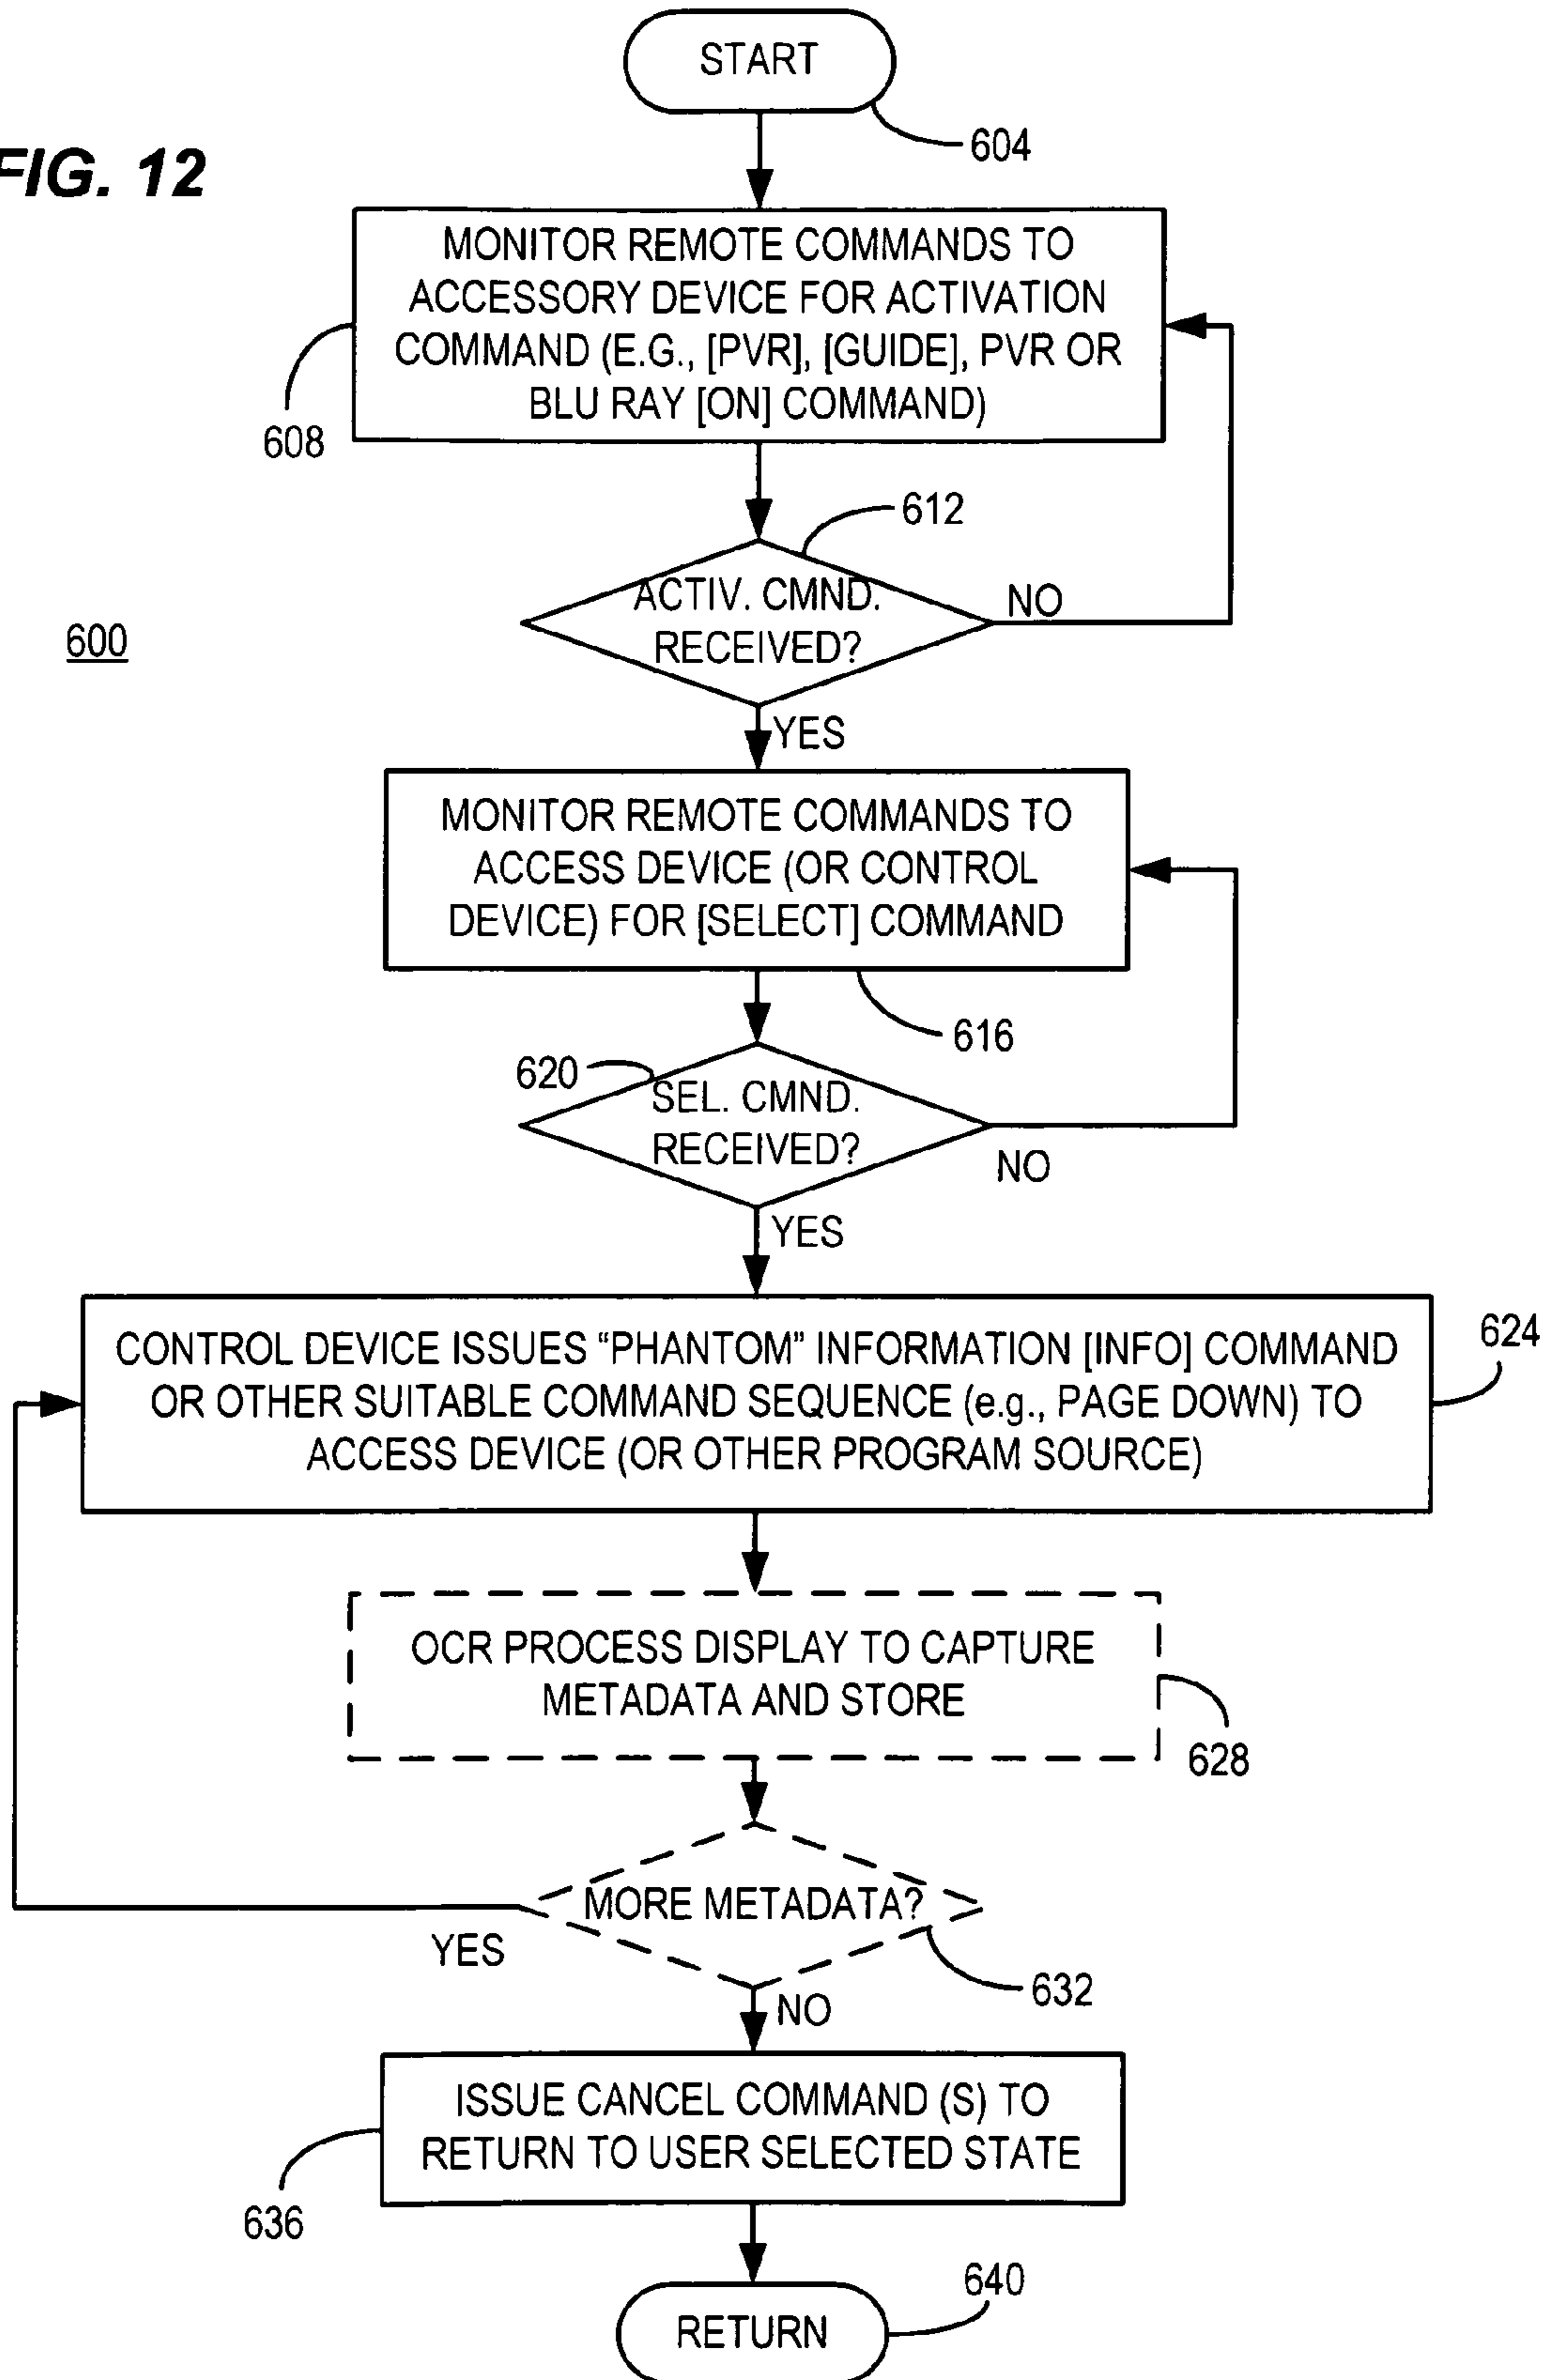 START
604
FIG. 12
MONITOR REMOTE COMMANDS TO
ACCESSORY DEVICE FOR ACTIVATION
COMMAND (E.G., [PVR], [GUIDE], PVR OR
BLU RAY [ON] COMMAND)
608
612
ACTIV. CMND.
RECEIVED?
NO
600
YES
MONITOR REMOTE COMMANDS TO
ACCESS DEVICE (OR CONTROL
DEVICE) FOR [SELECT] COMMAND
616
620
SEL. CMND.
RECEIVED?
NO
YES
CONTROL DEVICE ISSUES “PHANTOM” INFORMATION [INFO] COMMAND
OR OTHER SUITABLE COMMAND SEQUENCE (e.g., PAGE DOWN) TO
ACCESS DEVICE (OR OTHER PROGRAM SOURCE)
624
OCR PROCESS DISPLAY TO CAPTURE
METADATA AND STORE
628
MORE METADATA?
YES
632
NO
ISSUE CANCEL COMMAND (S) TO
RETURN TO USER SELECTED STATE
636
640
RETURN